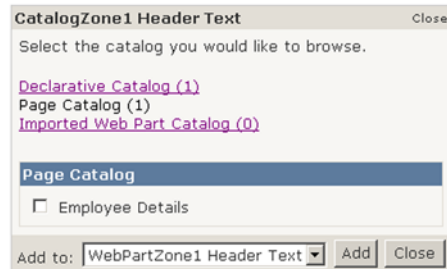 CatalogZone1 Header Text Close
Select the catalog you would like to browse.
Declarative Catalog (1)
Page Catalog (1)
Imported Web Part Catalog (0)
Page Catalog
Employee Details
Add to: WebPartZone1 Header Text Add Close